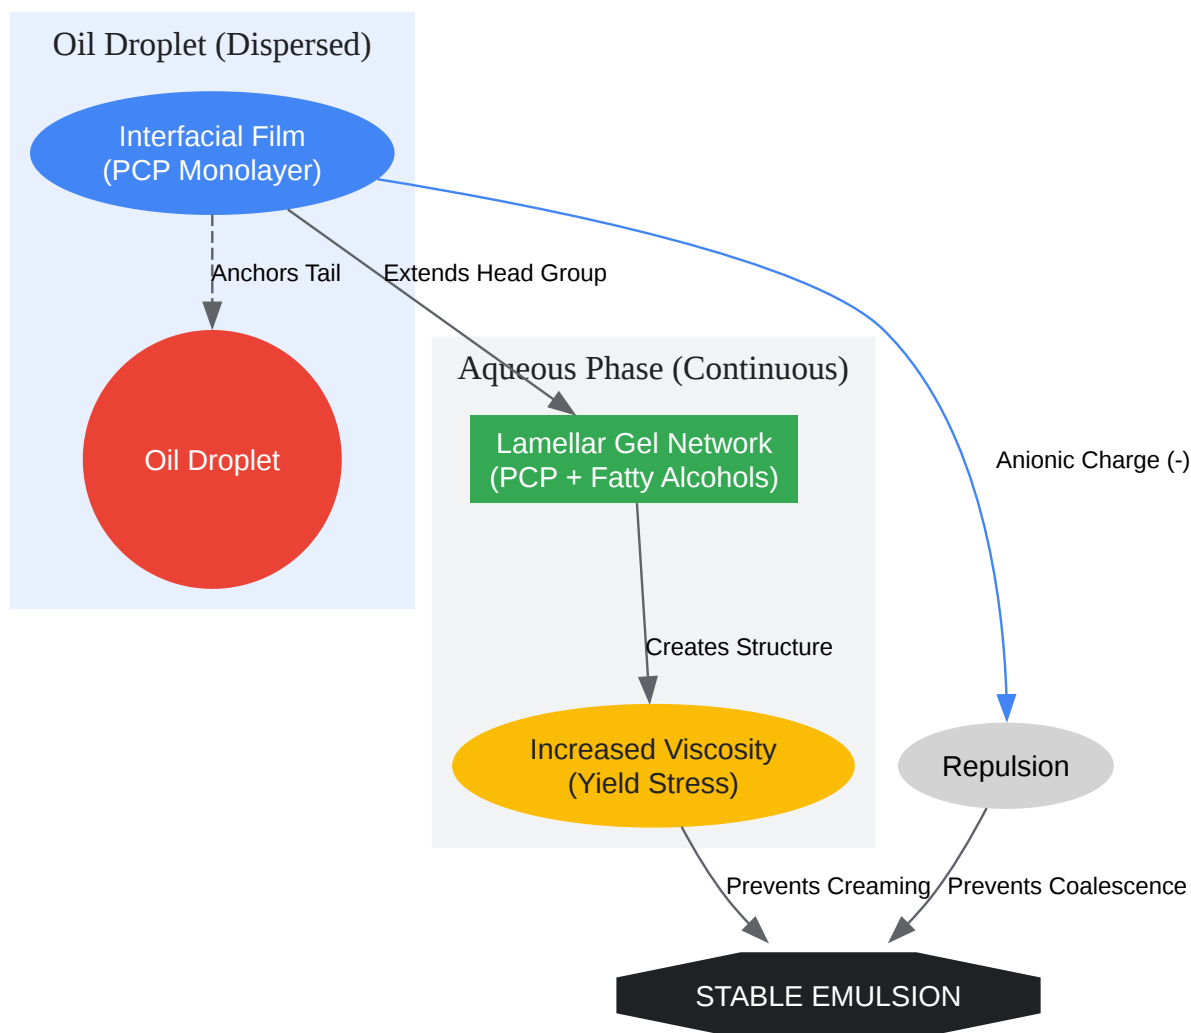 Oil Droplet (Dispersed)
Interfacial Film
(PCP Monolayer)
Anchors Tail
Extends Head Group
Aqueous Phase (Continuous)
Lamellar Gel Network
(PCP + Fatty Alcohols)
Oil Droplet
Anionic Charge (-)
Creates Structure
Increased Viscosity
(Yield Stress)
Repulsion
Prevents Creaming
Prevents Coalescence
STABLE EMULSION